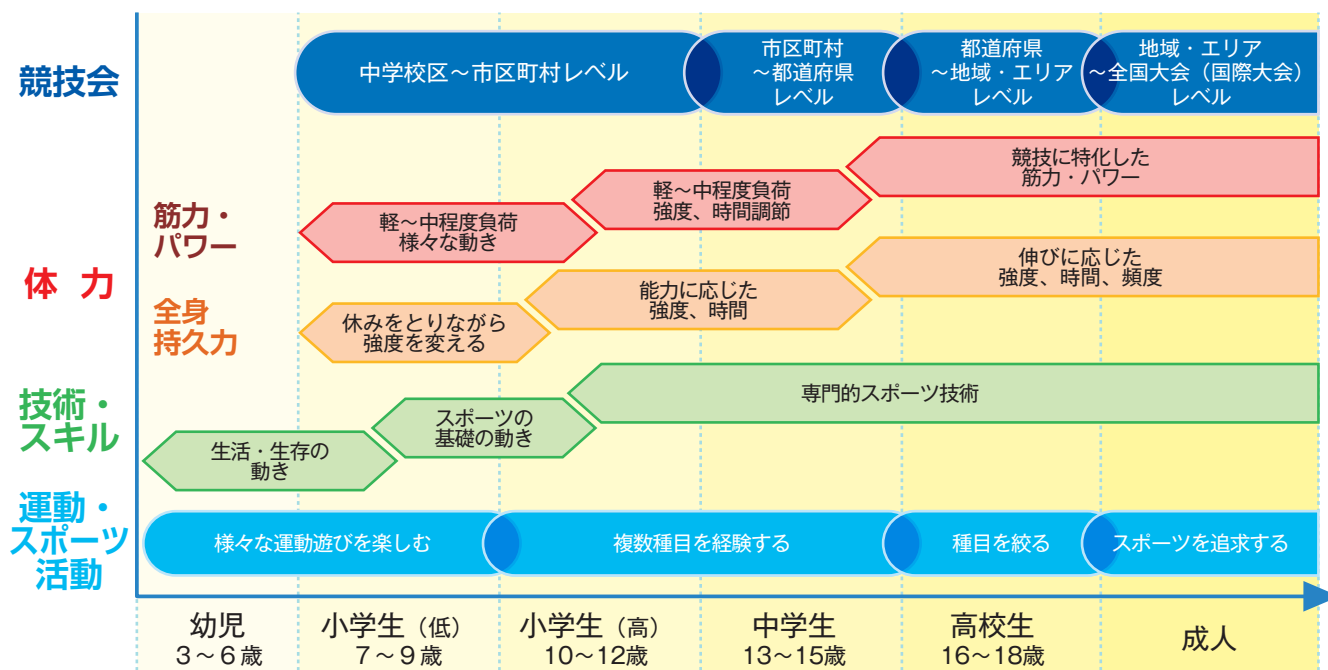 競技会
中学校区～市区町村レベル
市区町村
～都道府県
レベル
都道府県
～地域・エリア
レベル
地域・エリア
～全国大会（国際大会）
レベル
体 力
筋力・
パワー
軽～中程度負荷
様々な動き
軽～中程度負荷
強度、時間調節
競技に特化した
筋力・パワー
全身
持久力
休みをとりながら
強度を変える
能力に応じた
強度、時間
伸びに応じた
強度、時間、頻度
技術・
スキル
生活・生存の
動き
スポーツの
基礎の動き
専門的スポーツ技術
運動・
スポーツ
活動
様々な運動遊びを楽しむ
複数種目を経験する
種目を絞る
スポーツを追求する
幼児
3～6歳
小学生（低）
7～9歳
小学生（高）
10～12歳
中学生
13～15歳
高校生
16～18歳
成人